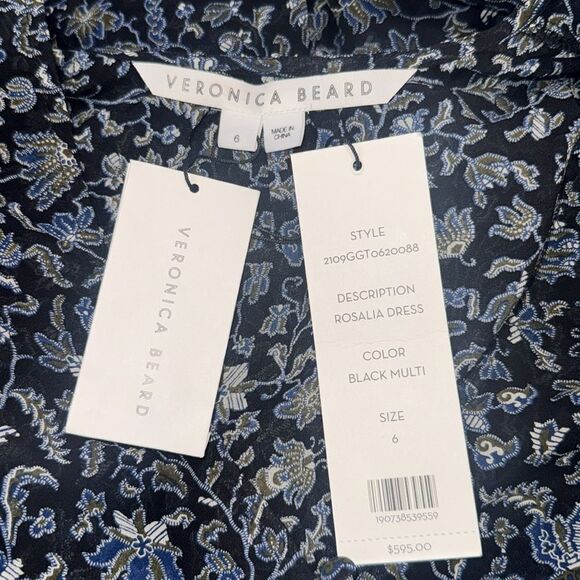 VERONICA BEARD
6
MADE IN
CHINA
VERONICA BEARD
STYLE
2109GGT0620088
DESCRIPTION
ROSALIA DRESS
COLOR
BLACK MULTI
SIZE
6
190738539559
$595.00